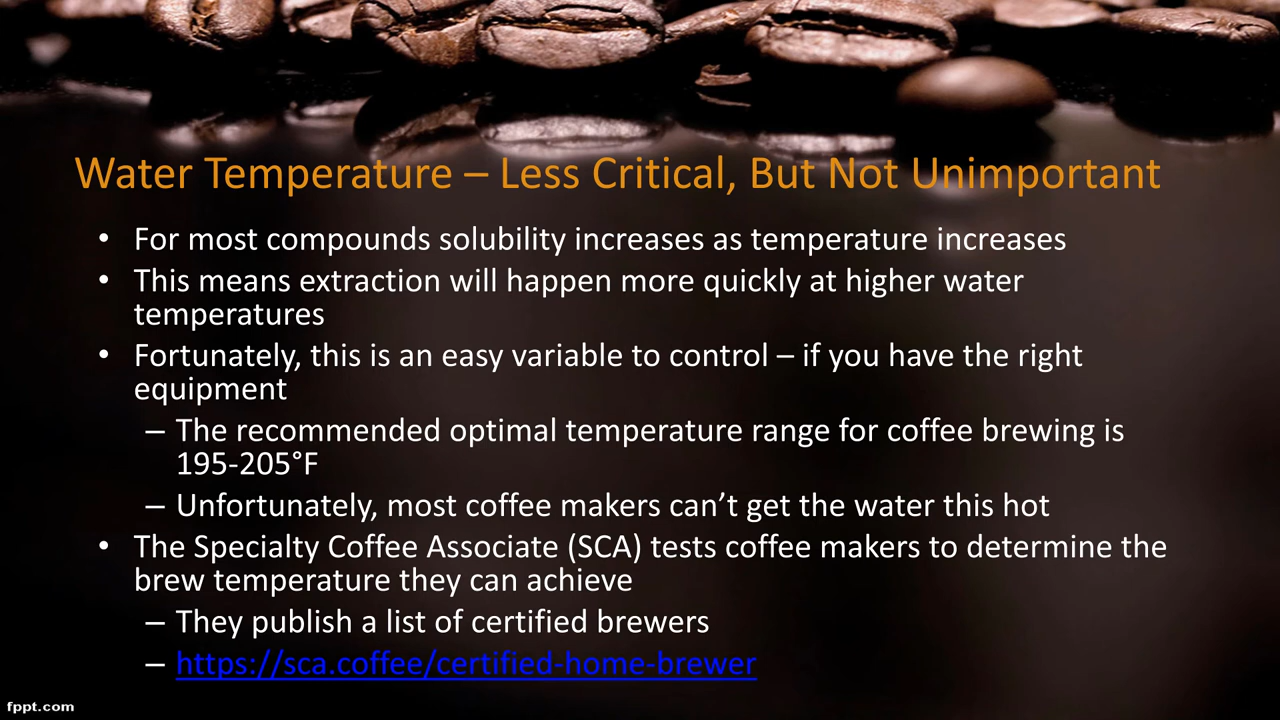 Water Temperature – Less Critical, But Not Unimportant
• For most compounds solubility increases as temperature increases
• This means extraction will happen more quickly at higher water
temperatures
• Fortunately, this is an easy variable to control – if you have the right
equipment
– The recommended optimal temperature range for coffee brewing is
195-205°F
– Unfortunately, most coffee makers can’t get the water this hot
• The Specialty Coffee Associate (SCA) tests coffee makers to determine the
brew temperature they can achieve
– They publish a list of certified brewers
– https://sca.coffee/certified-home-brewer
fppt.com